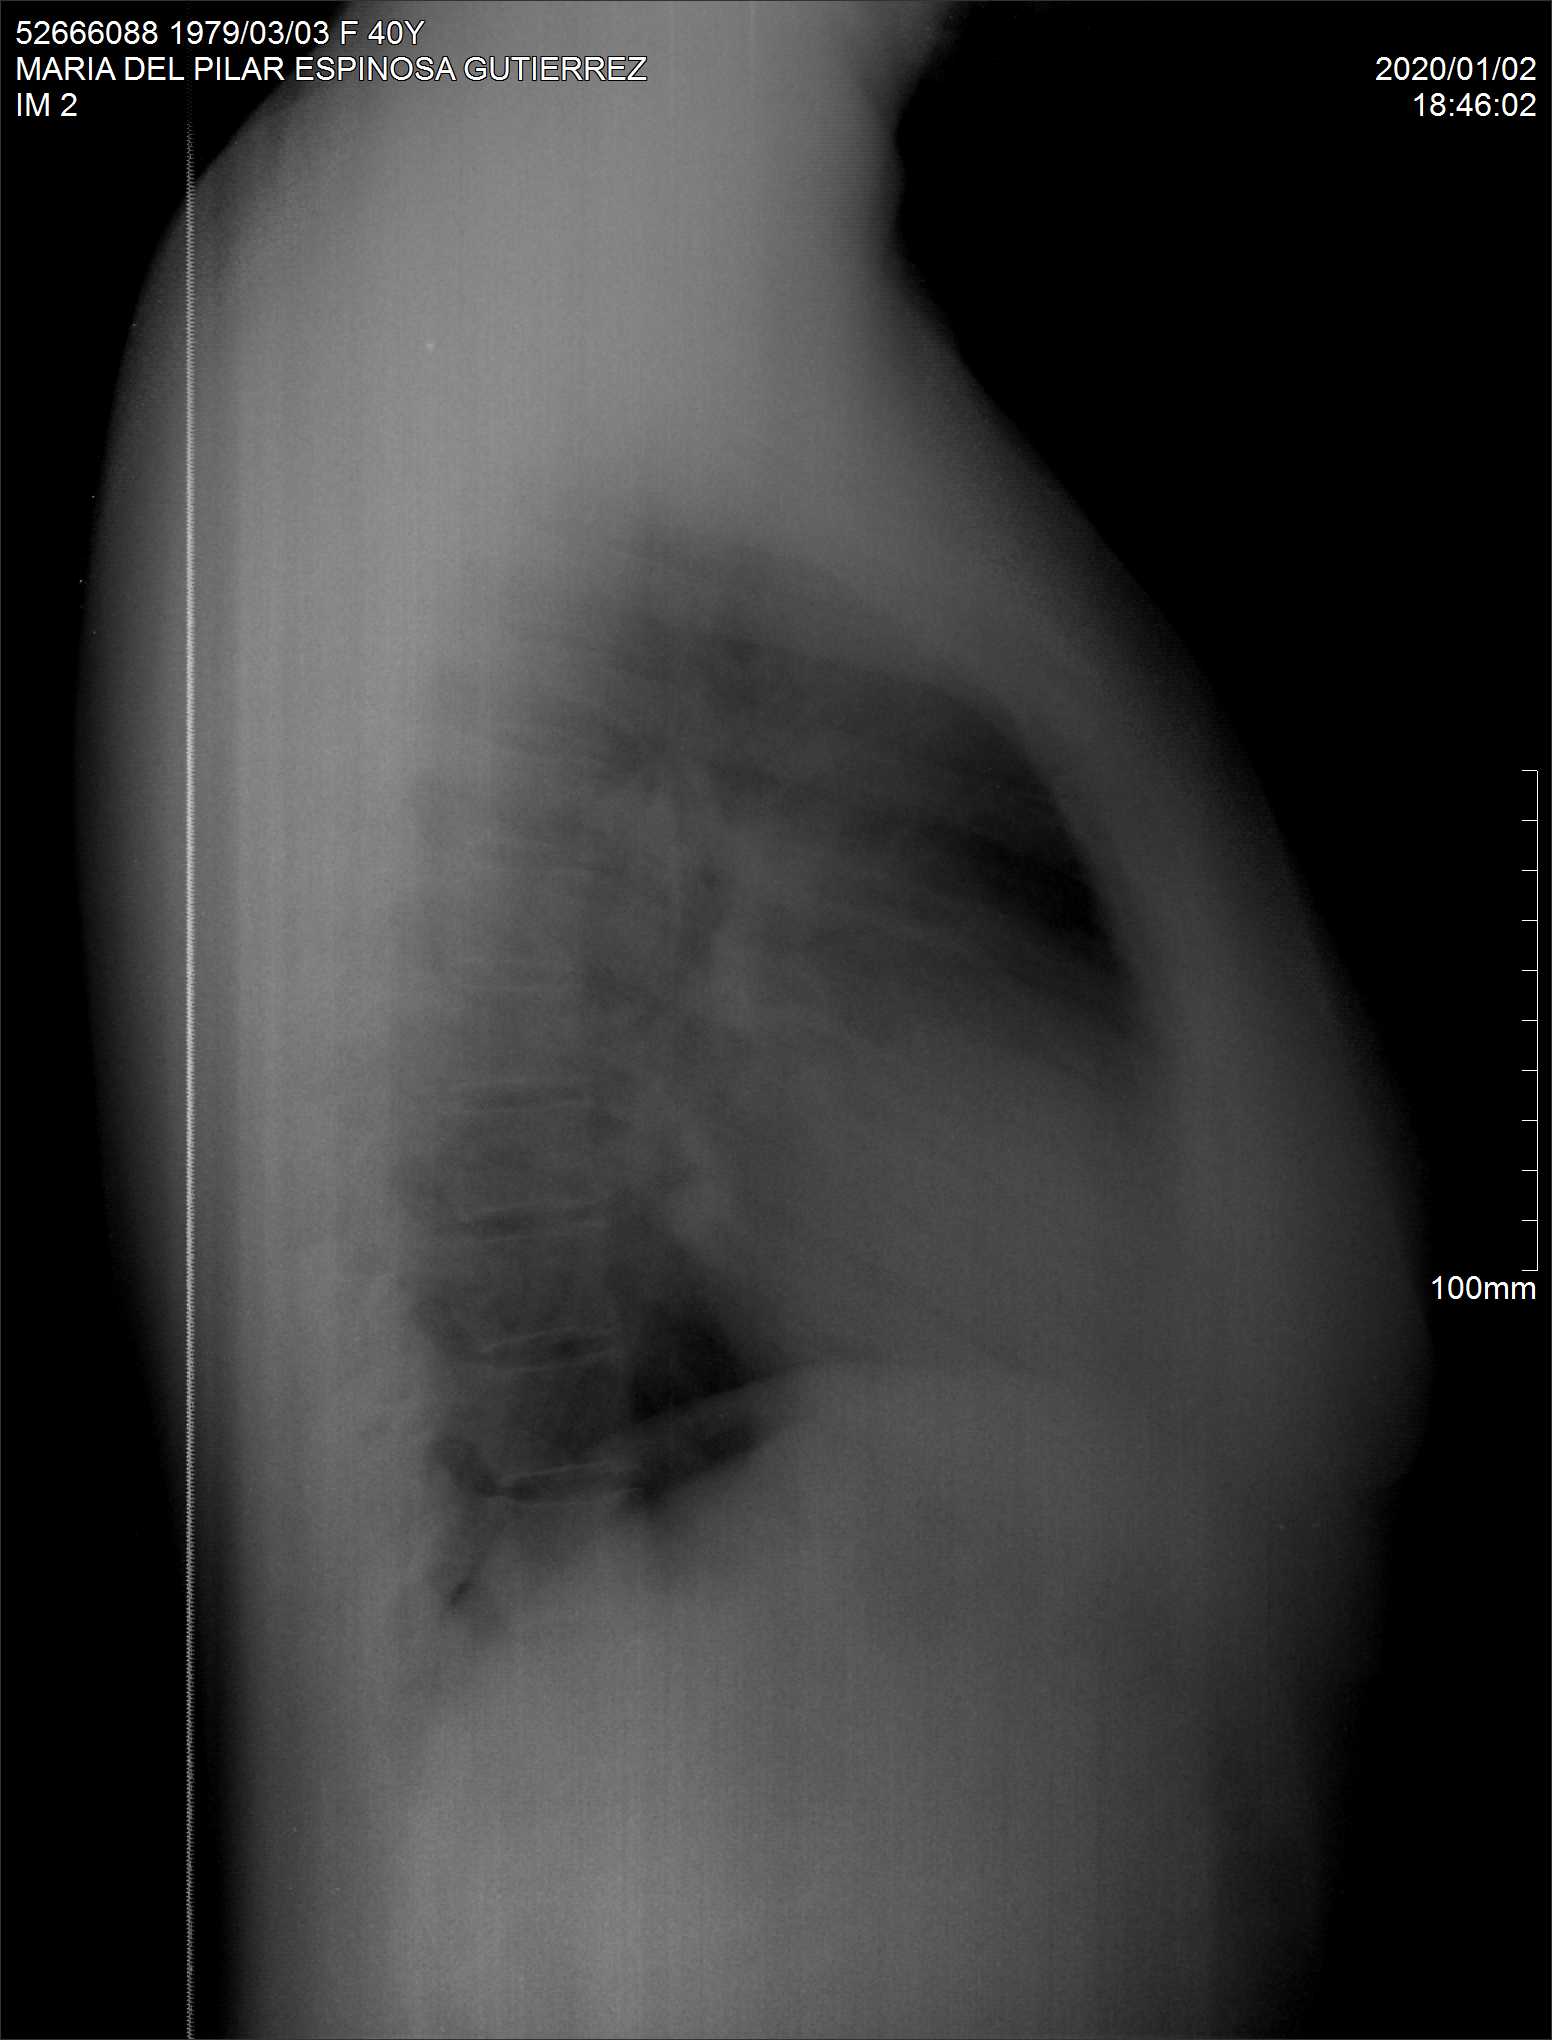 52666088 1979/03/03 F 40Y
MARIA DEL PILAR ESPINOSA GUTIERREZ
IM 2
2020/01/02
18:46:02
100mm